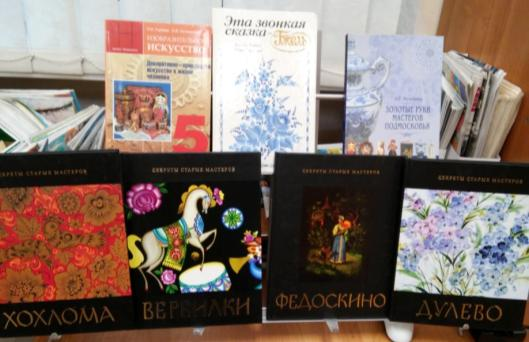 ИЗОБРАЗИТЕЛЬНОЕ
ИСКУССТВО
Декоративно-прикладное
искусство в жизни
человека
5
Эта звонкая
сказка
Гжель
ЗОЛОТЫЕ РУКИ
МАСТЕРОВ
ПОДМОСКОВЬЯ
СЕКРЕТЫ СТАРЫХ МАСТЕРОВ
ХОХЛОМА
СЕКРЕТЫ СТАРЫХ МАСТЕРОВ
ВЕРБИЛКИ
СЕКРЕТЫ СТАРЫХ МАСТЕРОВ
ФЕДОСКИНО
СЕКРЕТЫ СТАРЫХ МАСТЕРОВ
ДУЛЕВО